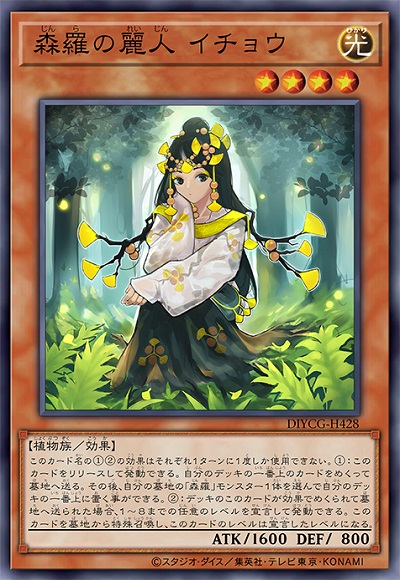 森羅の麗人 イチョウ
光
DIYCG-H428
【植物族／効果】
このカード名の①②の効果はそれぞれ1ターンに1度しか使用できない。①：この
カードをリリースして発動できる。自分のデッキの一番上のカードをめくって
墓地へ送る。その後、自分の墓地の「森羅」モンスター1体を選んで自分のデッ
キの一番上に置く事ができる。②：デッキのこのカードが効果でめくられて墓
地へ送られた場合、1～8までの任意のレベルを宣言して発動できる。このカー
ドを墓地から特殊召喚し、このカードのレベルは宣言したレベルになる。
ATK/1600 DEF/ 800
©スタジオ・ダイス／集英社・テレビ東京・KONAMI